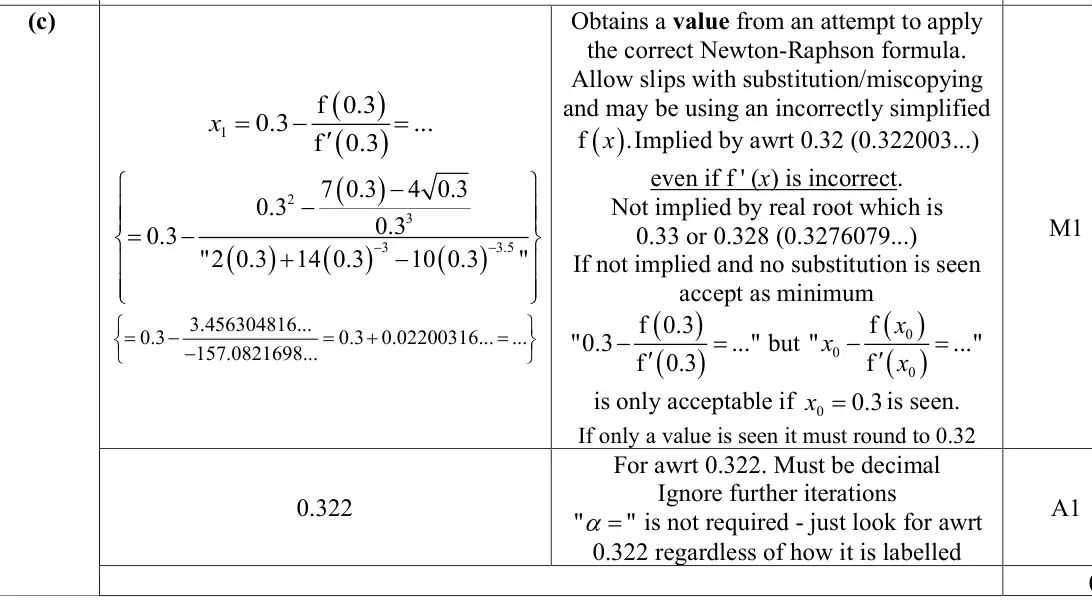 (c)
x₁ = 0.3 − f(0.3)/f′(0.3) = ...
{= 0.3 − (0.3² − (7(0.3) − 4√0.3)/0.3³)/("2(0.3) + 14(0.3)⁻³ − 10(0.3)⁻³·⁵")}
{= 0.3 − 3.456304816.../−157.0821698... = 0.3 + 0.02200316... = ...}
Obtains a value from an attempt to apply
the correct Newton-Raphson formula.
Allow slips with substitution/miscopying
and may be using an incorrectly simplified
f(x).Implied by awrt 0.32 (0.322003...)
even if f ' (x) is incorrect.
Not implied by real root which is
0.33 or 0.328 (0.3276079...)
If not implied and no substitution is seen
accept as minimum
"0.3 − f(0.3)/f′(0.3) = ..." but "x₀ − f(x₀)/f′(x₀) = ..."
is only acceptable if x₀ = 0.3 is seen.
If only a value is seen it must round to 0.32
M1
0.322
For awrt 0.322. Must be decimal
Ignore further iterations
"α =" is not required - just look for awrt
0.322 regardless of how it is labelled
A1